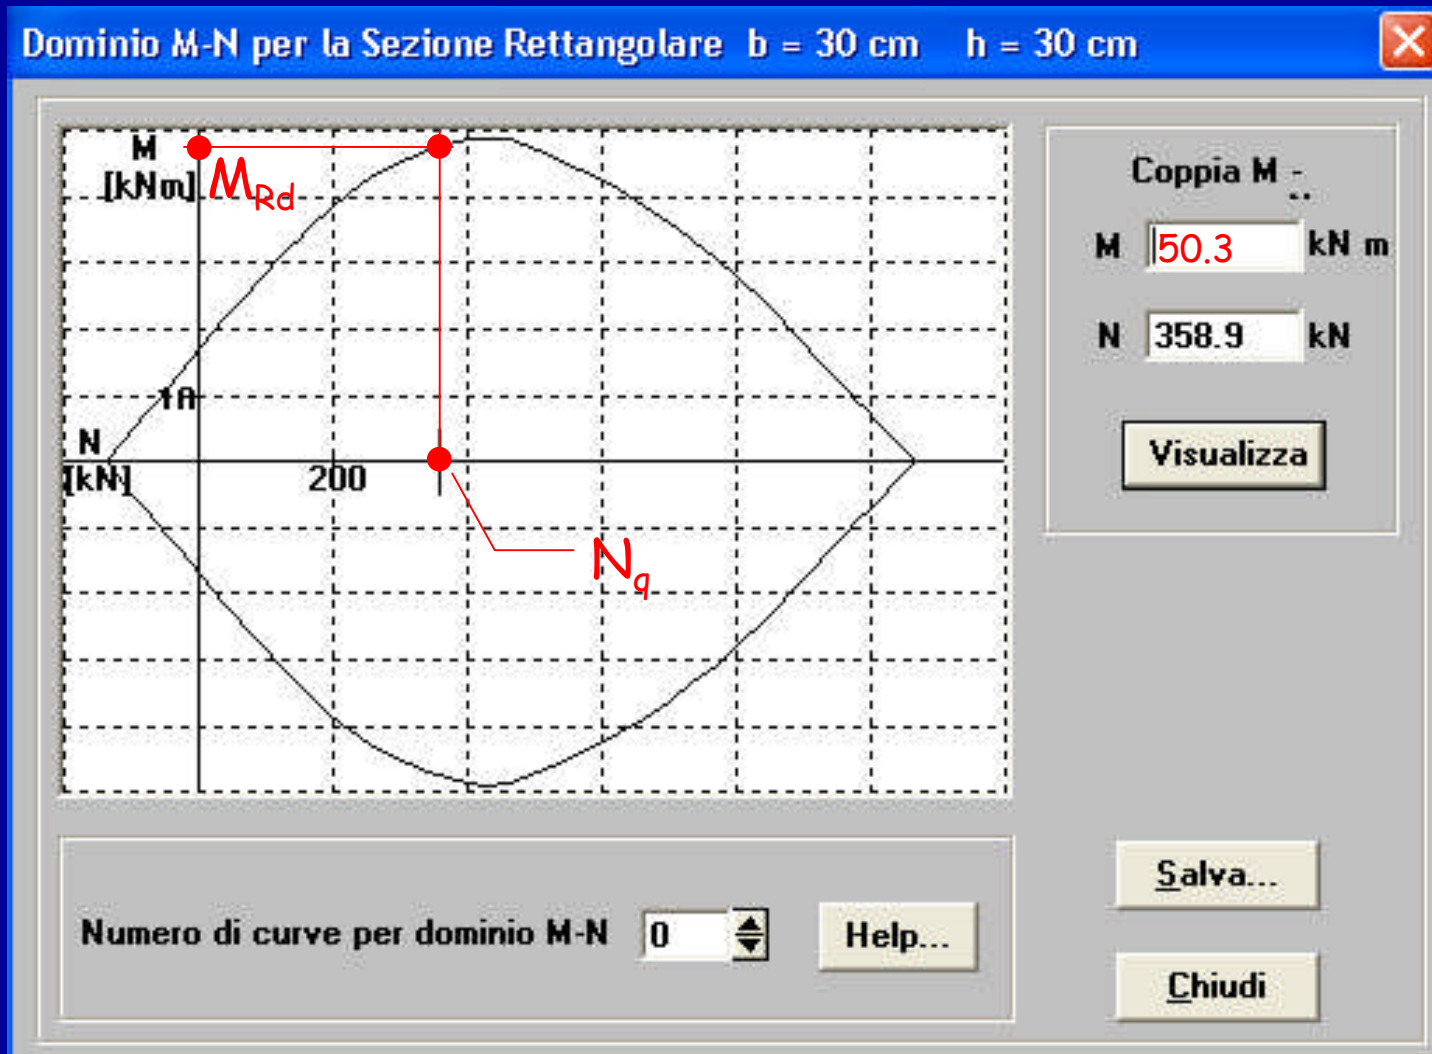 Dominio M-N per la Sezione Rettangolare b = 30 cm h = 30 cm
M
[kNm]
MRd
10
N
[kN]
200
Nq
Coppia M -
M 50.3 kN m
N 358.9 kN
Visualizza
Numero di curve per dominio M-N 0
Help...
Salva...
Chiudi